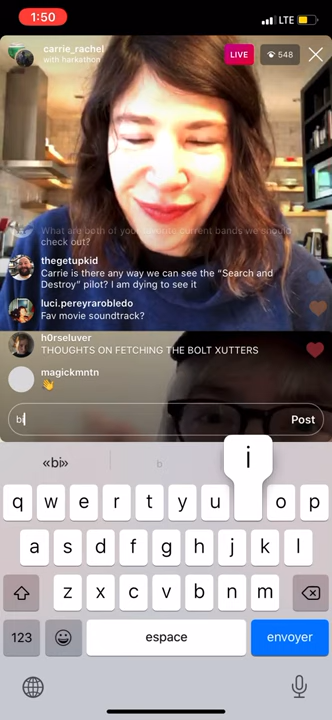 1:50
LTE
carrie_rachel
with harkathon
LIVE
548
What are both of your favorite current bands we should
check out?
thegetupkid
Carrie is there any way we can see the "Search and
Destroy" pilot? I am dying to see it
luci.pereyrarobledo
Fav movie soundtrack?
h0rseluver
THOUGHTS ON FETCHING THE BOLT XUTTERS
magickmntn
👋
bi
Post
«bi»
b
i
q w e r t y u o p
a s d f g h j k l
z x c v b n m
123
espace
envoyer